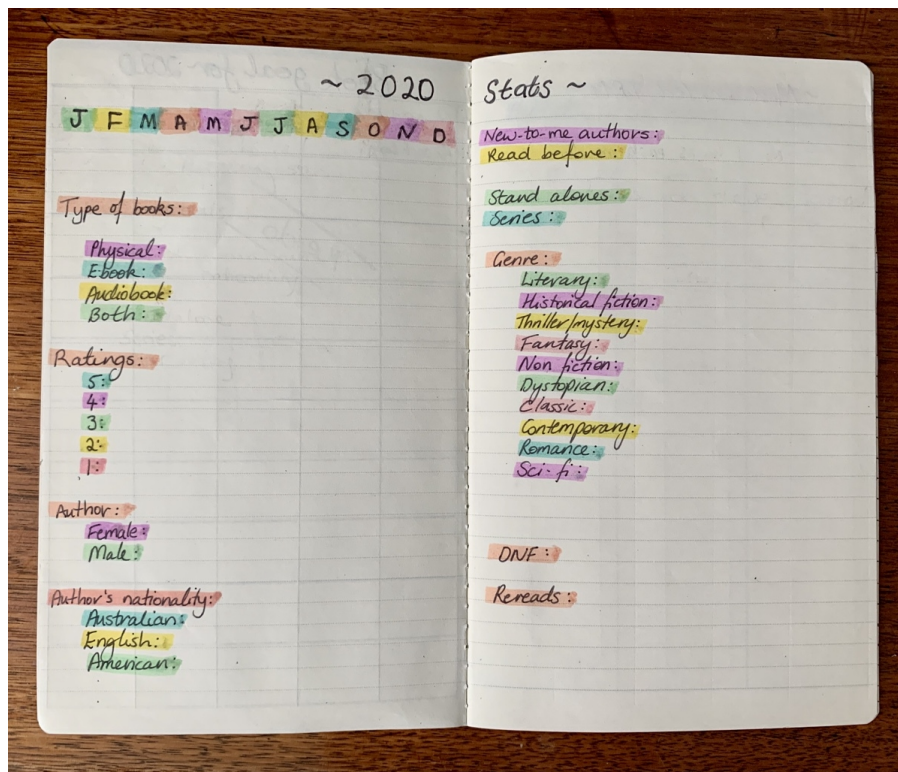 ~ 2020
J F M A M J J A S O N D
Type of books:
Physical:
Ebook:
Audiobook:
Both:
Ratings:
5:
4:
3:
2:
1:
Author:
Female:
Male:
Author's nationality:
Australian:
English:
American:
Stats ~
New-to-me authors:
Read before:
Stand alones:
Series:
Genre:
Literary:
Historical fiction:
Thriller/mystery:
Fantasy:
Non fiction:
Dystopian:
Classic:
Contemporary:
Romance:
Sci-fi:
DNF:
Rereads: